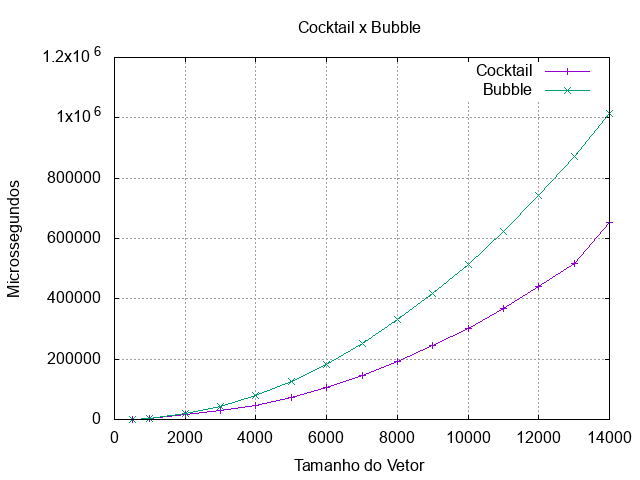 Cocktail x Bubble
1.2x10^6
1x10^6
800000
600000
400000
200000
0
Microssegundos
Cocktail
Bubble
0 2000 4000 6000 8000 10000 12000 14000
Tamanho do Vetor